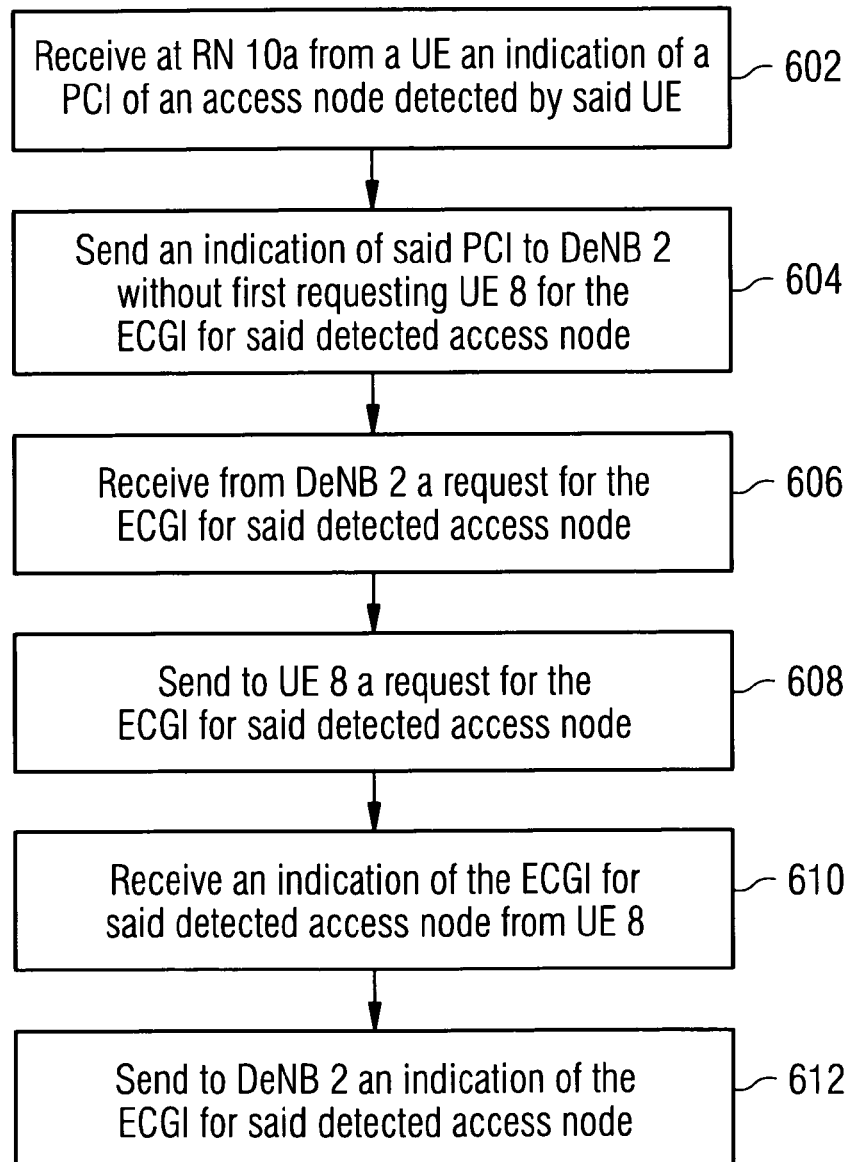 Receive at RN 10a from a UE an indication of a
PCI of an access node detected by said UE
602
Send an indication of said PCI to DeNB 2
without first requesting UE 8 for the
ECGI for said detected access node
604
Receive from DeNB 2 a request for the
ECGI for said detected access node
606
Send to UE 8 a request for the
ECGI for said detected access node
608
Receive an indication of the ECGI for
said detected access node from UE 8
610
Send to DeNB 2 an indication of the
ECGI for said detected access node
612